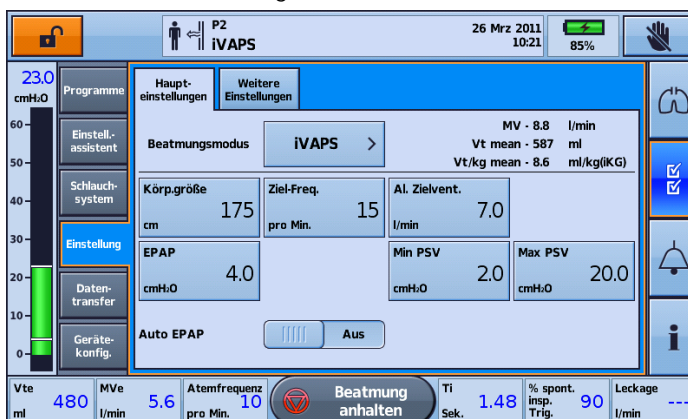 P2
iVAPS
26 Mrz 2011
10:21
85%
23.0
cmH2O
60
50
40
30
20
10
0
Programme
Einstell.-
assistent
Schlauch-
system
Einstellung
Daten-
transfer
Geräte-
konfig.
Haupt-
einstellungen
Weitere
Einstellungen
Beatmungsmodus
iVAPS >
MV - 8.8 l/min
Vt mean - 587 ml
Vt/kg mean - 8.6 ml/kg(iKG)
Körp.größe
175
cm
Ziel-Freq.
15
pro Min.
Al. Zielvent.
7.0
l/min
EPAP
4.0
cmH2O
Min PSV
2.0
cmH2O
Max PSV
20.0
cmH2O
Auto EPAP
Aus
Vte
480
ml
MVe
5.6
l/min
Atemfrequenz
10
pro Min.
Beatmung
anhalten
Ti
1.48
Sek.
% spont.
insp.
Trig.
90
Leckage
---
l/min